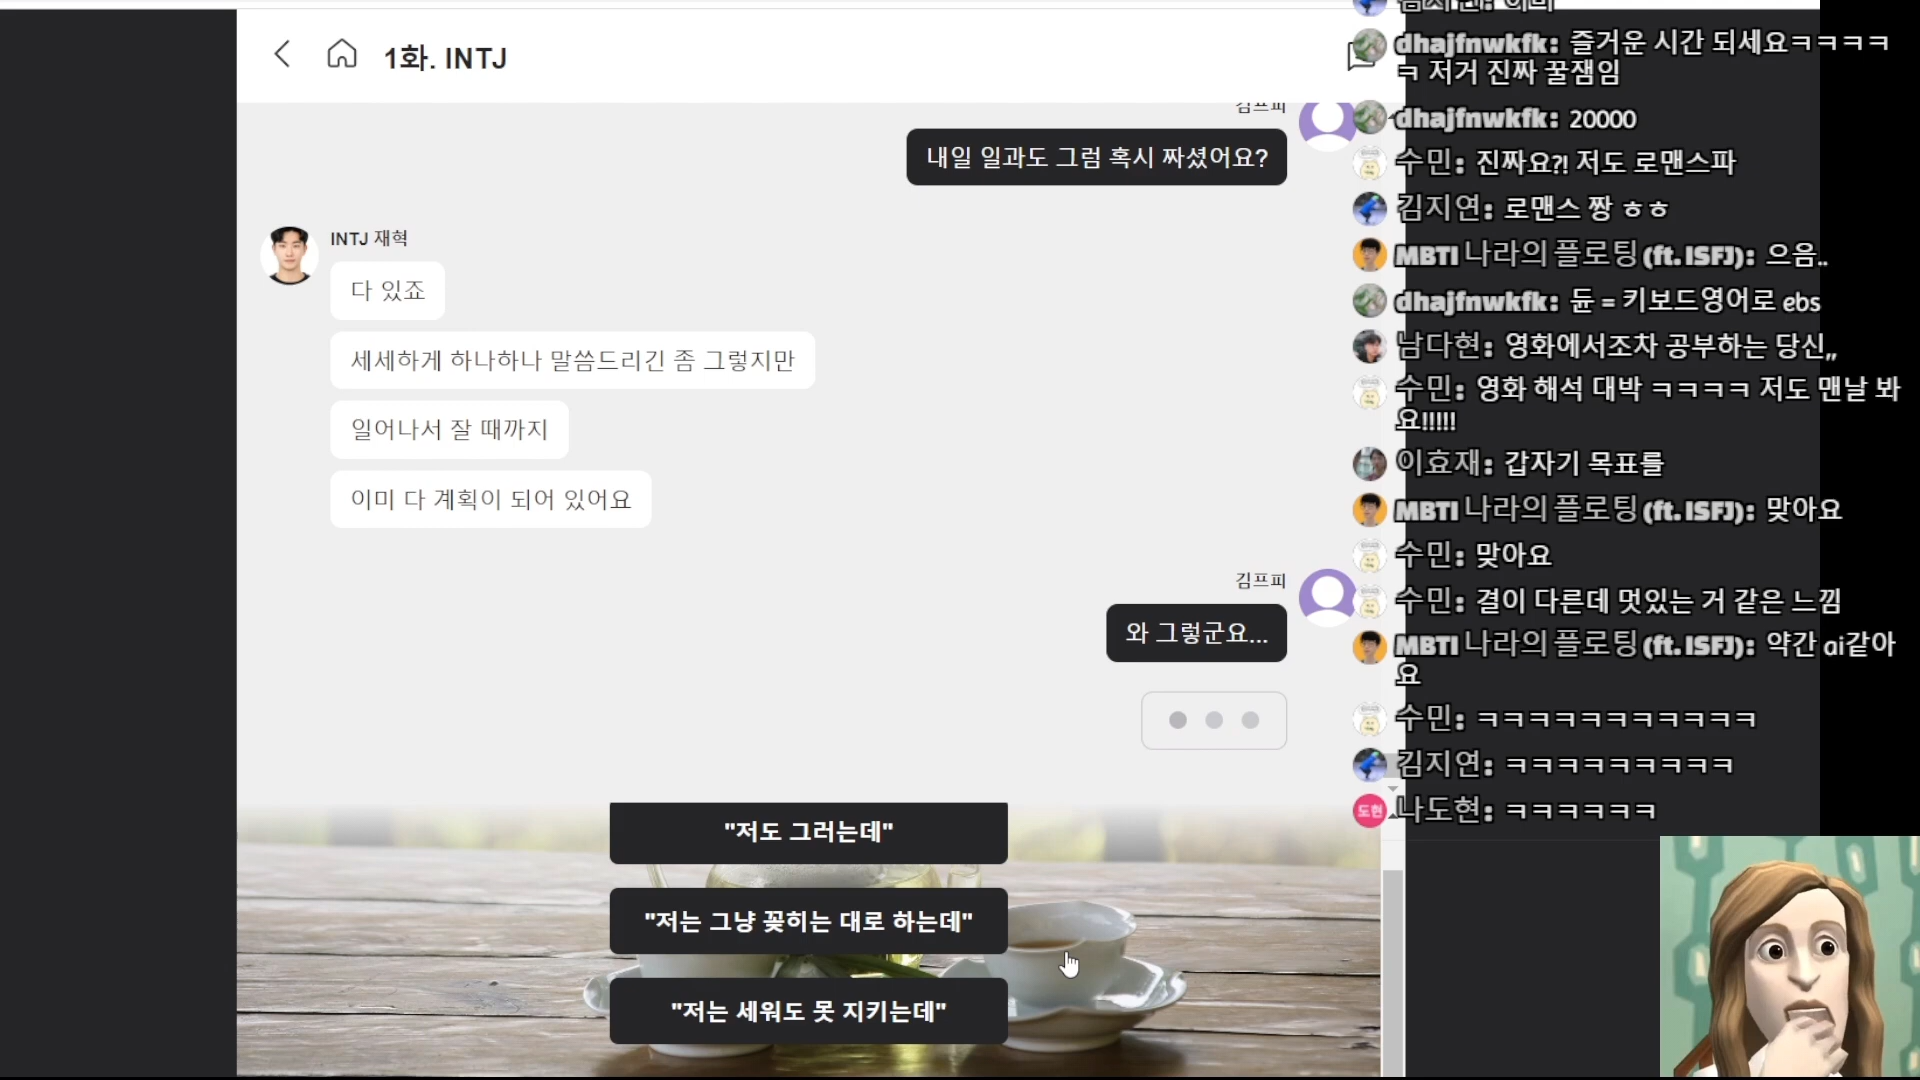 1화. INTJ
김프피
내일 일과도 그럼 혹시 짜셨어요?
INTJ 재혁
다 있죠
세세하게 하나하나 말씀드리긴 좀 그렇지만
일어나서 잘 때까지
이미 다 계획이 되어 있어요
김프피
와 그렇군요...
"저도 그러는데"
"저는 그냥 꽂히는 대로 하는데"
"저는 세워도 못 지키는데"
dhajfnwkfk: 즐거운 시간 되세요ㅋㅋㅋㅋ
ㅋ 저거 진짜 꿀잼임
dhajfnwkfk: 20000
수민: 진짜요?! 저도 로맨스파
김지연: 로맨스 짱 ㅎㅎ
MBTI 나라의 플로팅 (ft. ISFJ): 으음..
dhajfnwkfk: 듄 = 키보드영어로 ebs
남다현: 영화에서조차 공부하는 당신,,
수민: 영화 해석 대박 ㅋㅋㅋㅋ 저도 맨날 봐
요!!!!!
이효재: 갑자기 목표를
MBTI 나라의 플로팅 (ft. ISFJ): 맞아요
수민: 맞아요
수민: 결이 다른데 멋있는 거 같은 느낌
MBTI 나라의 플로팅 (ft. ISFJ): 약간 ai같아
요
수민: ㅋㅋㅋㅋㅋㅋㅋㅋㅋㅋㅋ
김지연: ㅋㅋㅋㅋㅋㅋㅋㅋㅋ
도현
나도현: ㅋㅋㅋㅋㅋㅋ